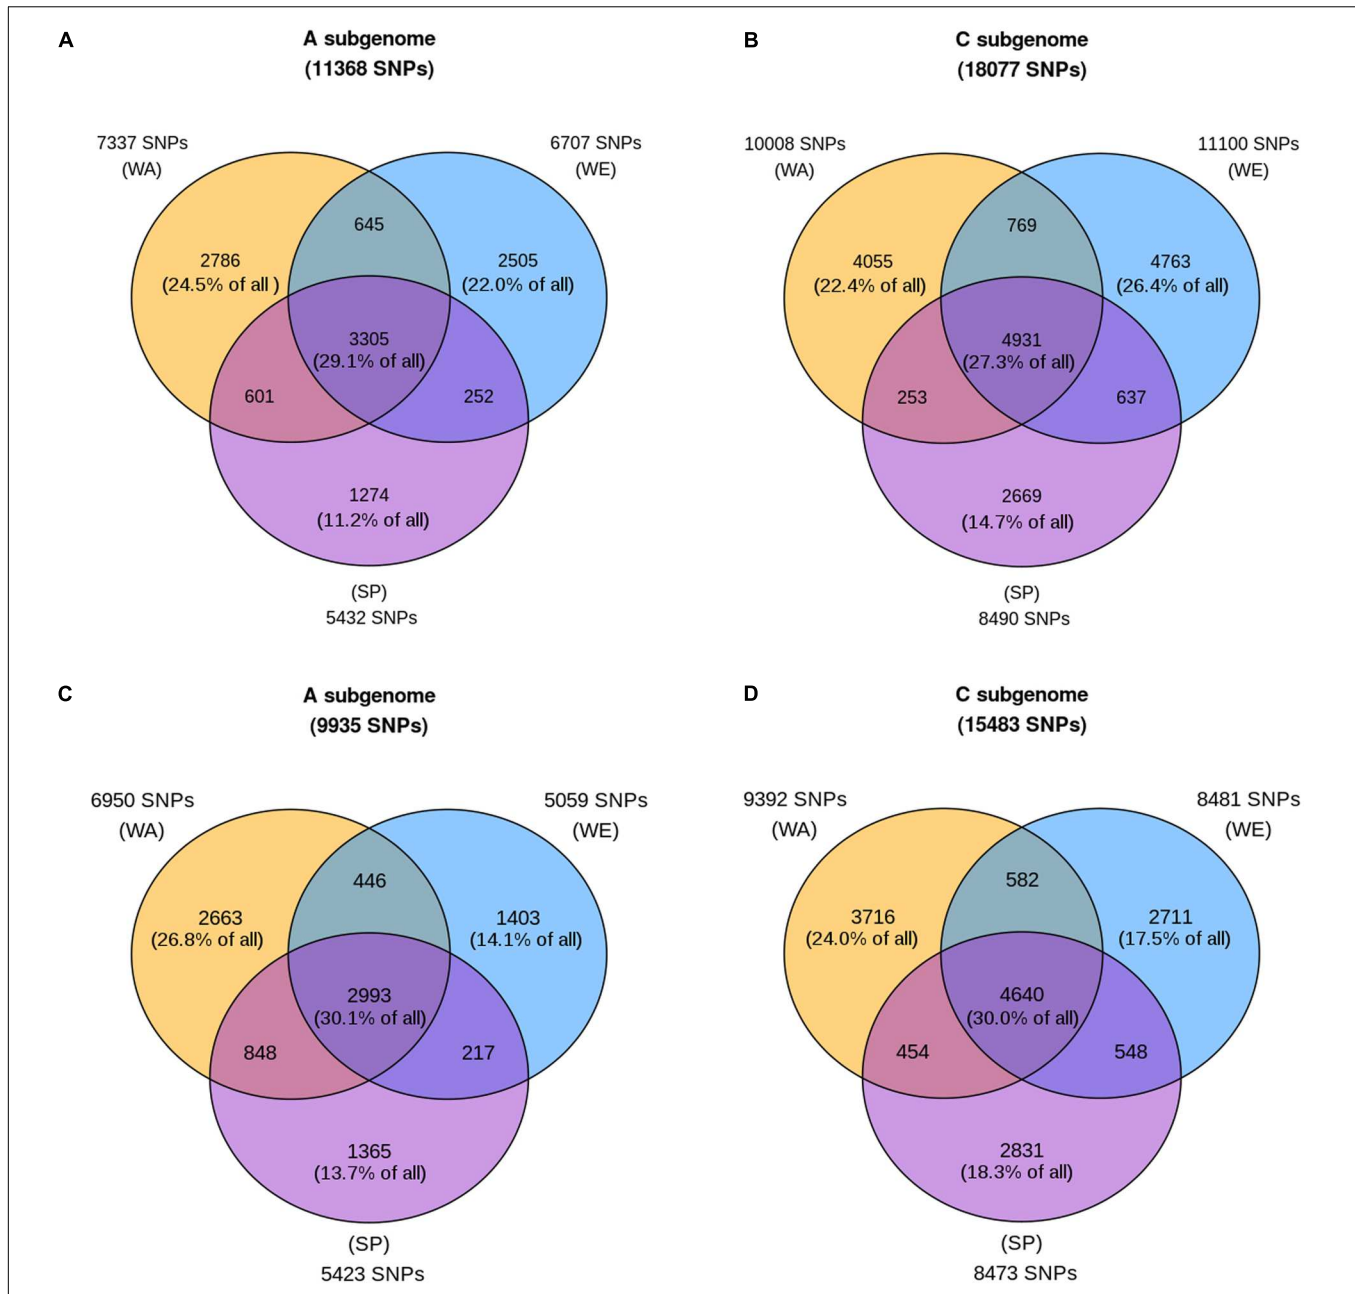 A
A subgenome
(11368 SNPs)
7337 SNPs
(WA)
6707 SNPs
(WE)
645
2786
(24.5% of all )
2505
(22.0% of all)
3305
(29.1% of all)
601
252
1274
(11.2% of all)
(SP)
5432 SNPs
B
C subgenome
(18077 SNPs)
10008 SNPs
(WA)
11100 SNPs
(WE)
769
4055
(22.4% of all)
4763
(26.4% of all)
4931
(27.3% of all)
253
637
2669
(14.7% of all)
(SP)
8490 SNPs
C
A subgenome
(9935 SNPs)
6950 SNPs
(WA)
5059 SNPs
(WE)
446
2663
(26.8% of all)
1403
(14.1% of all)
2993
(30.1% of all)
848
217
1365
(13.7% of all)
(SP)
5423 SNPs
D
C subgenome
(15483 SNPs)
9392 SNPs
(WA)
8481 SNPs
(WE)
582
3716
(24.0% of all)
2711
(17.5% of all)
4640
(30.0% of all)
454
548
2831
(18.3% of all)
(SP)
8473 SNPs